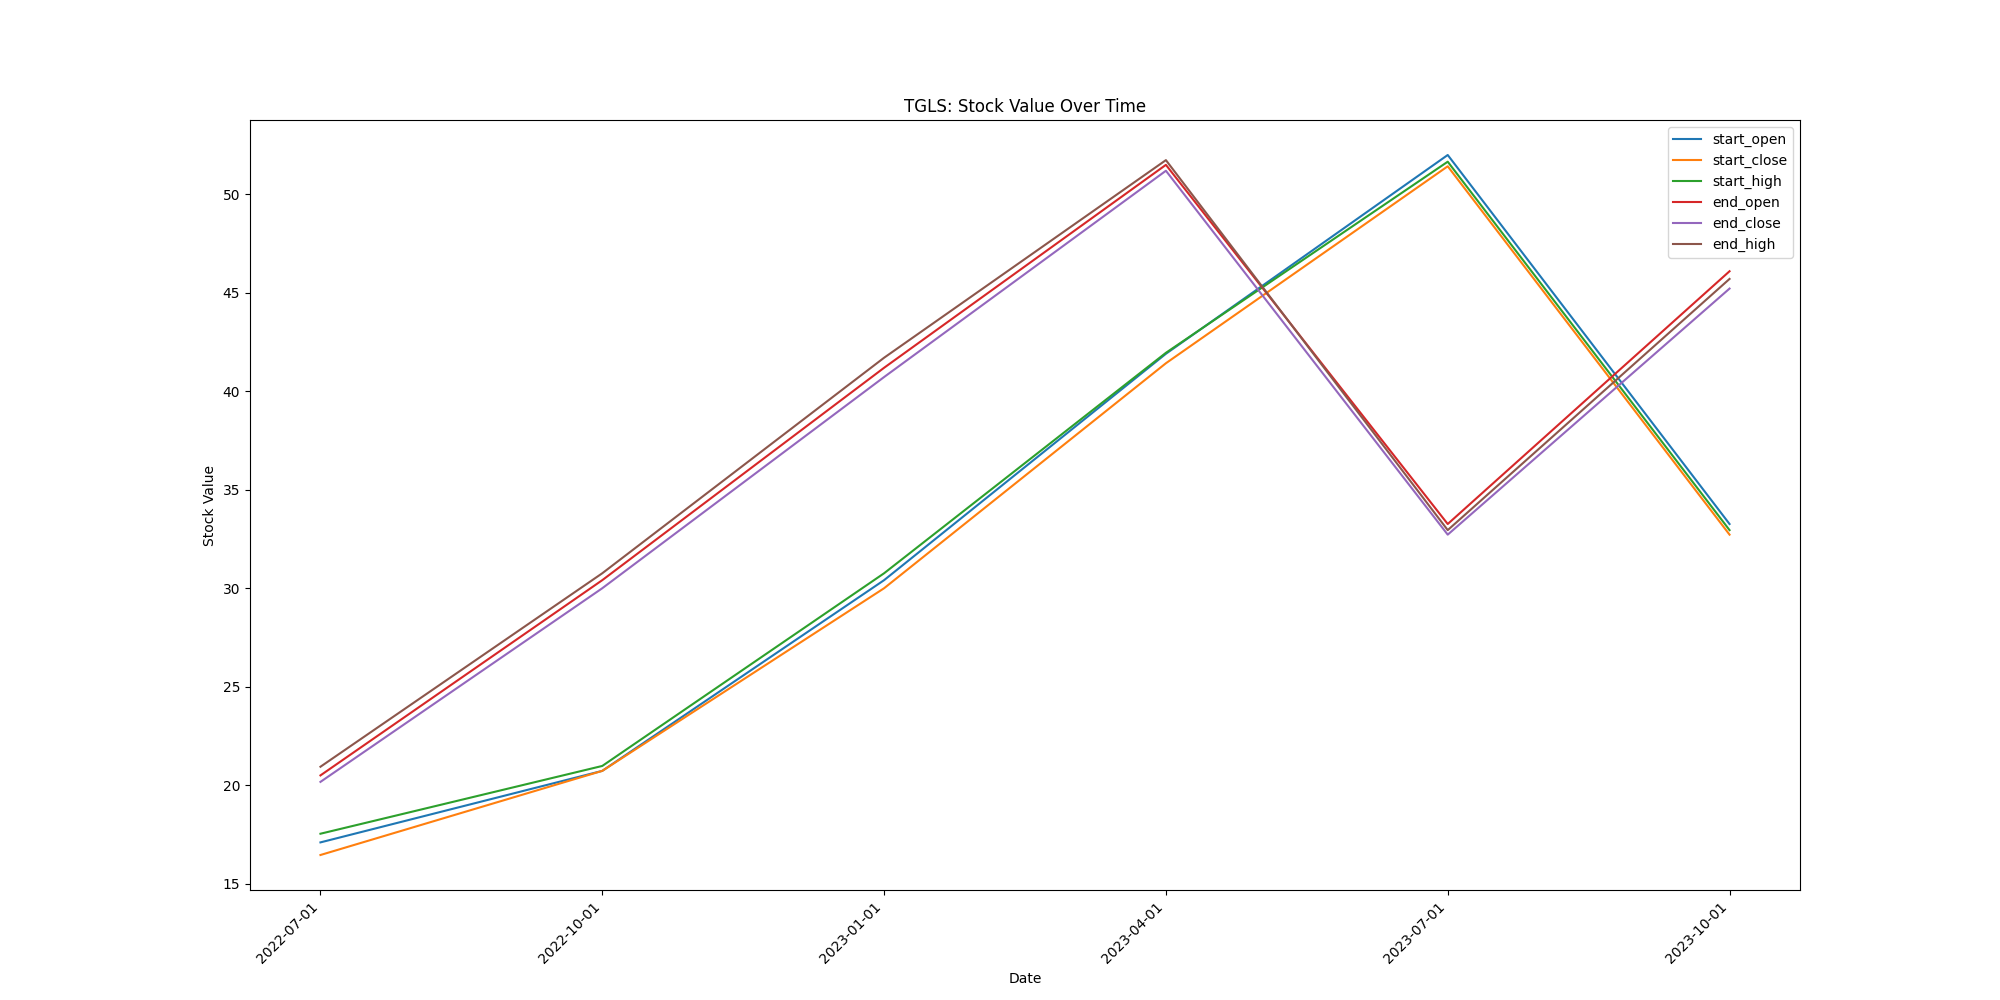 TGLS: Stock Value Over Time
start_open
start_close
start_high
end_open
end_close
end_high
Stock Value
50
45
40
35
30
25
20
15
2022-07-01
2022-10-01
2023-01-01
2023-04-01
2023-07-01
2023-10-01
Date